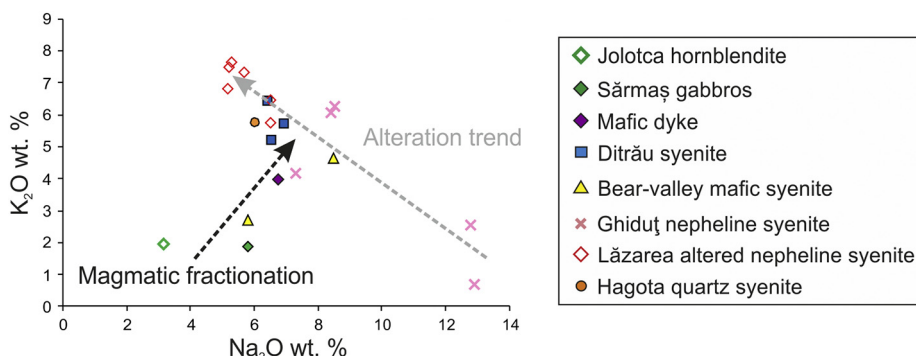 9
8
7
6
5
4
3
2
1
0
K₂O wt. %
0 2 4 6 8 10 12 14
Na₂O wt. %
Alteration trend
Magmatic fractionation
Jolotca hornblendite
Sărmaș gabbros
Mafic dyke
Ditrău syenite
Bear-valley mafic syenite
Ghiduţ nepheline syenite
Lăzarea altered nepheline syenite
Hagota quartz syenite